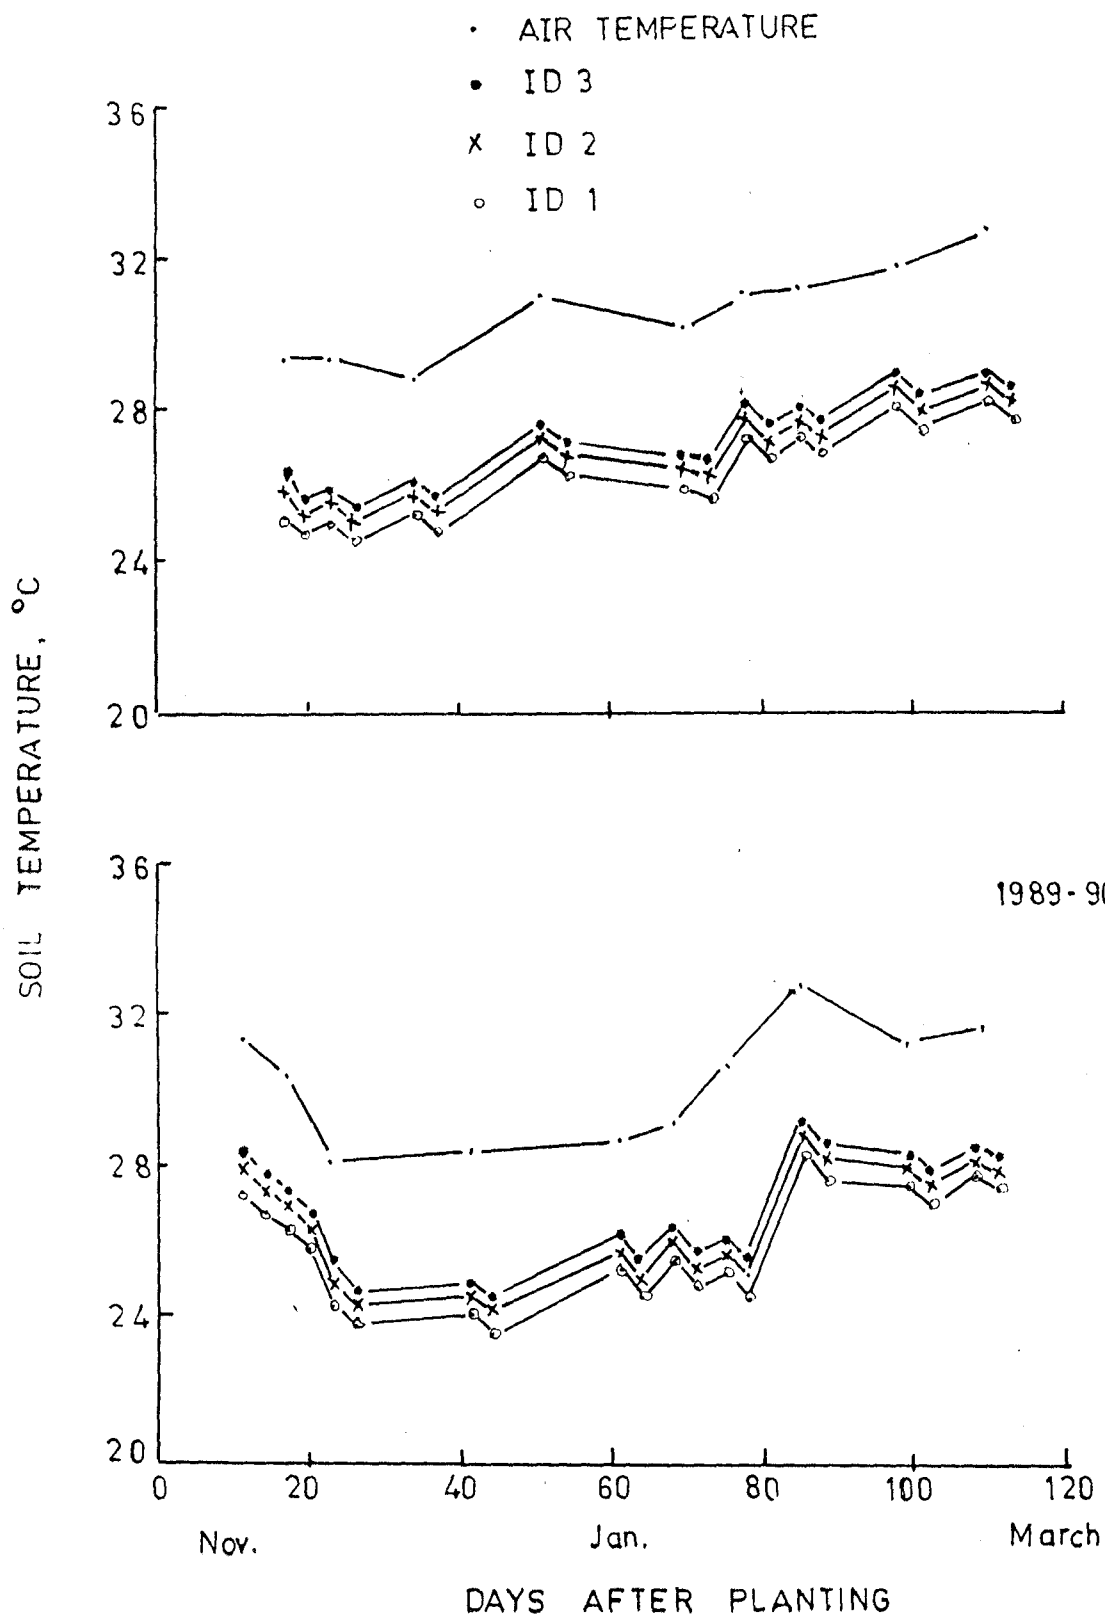 AIR TEMPERATURE
ID 3
ID 2
ID 1
36
32
28
24
20
SOIL TEMPERATURE, °C
36
1989-90
32
28
24
20
0 20 40 60 80 100 120
Nov. Jan. March
DAYS AFTER PLANTING